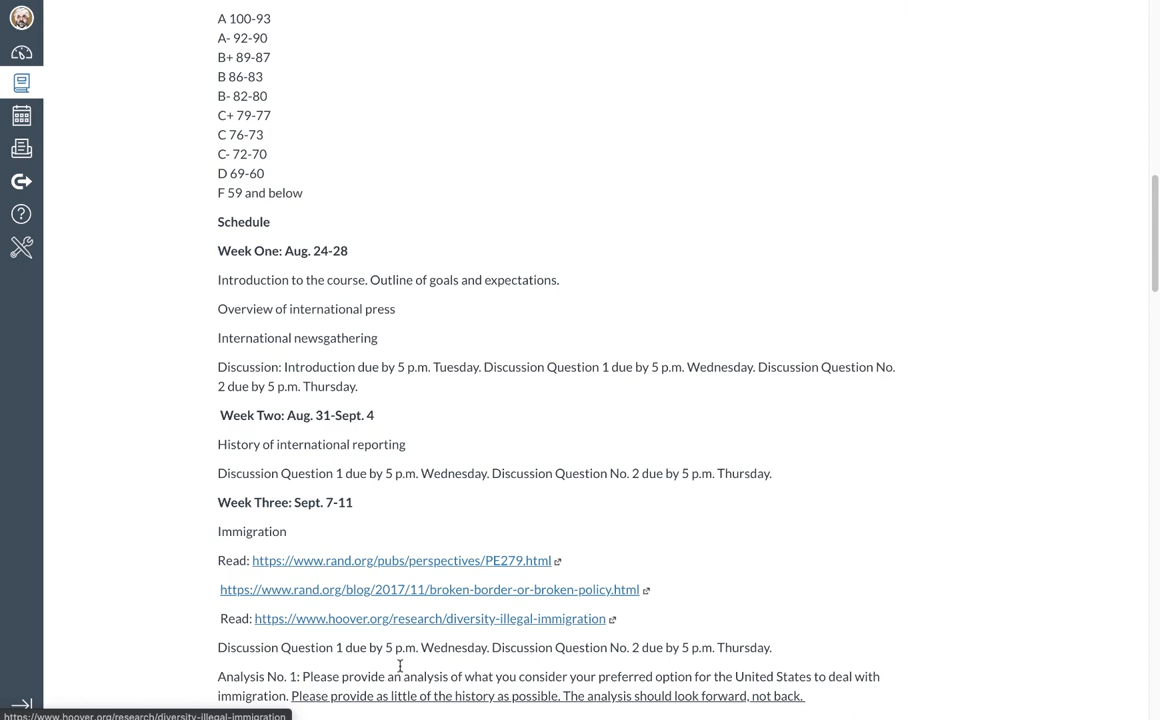 A 100-93
A- 92-90
B+ 89-87
B 86-83
B- 82-80
C+ 79-77
C 76-73
C- 72-70
D 69-60
F 59 and below
Schedule
Week One: Aug. 24-28
Introduction to the course. Outline of goals and expectations.
Overview of international press
International newsgathering
Discussion: Introduction due by 5 p.m. Tuesday. Discussion Question 1 due by 5 p.m. Wednesday. Discussion Question No.
2 due by 5 p.m. Thursday.
Week Two: Aug. 31-Sept. 4
History of international reporting
Discussion Question 1 due by 5 p.m. Wednesday. Discussion Question No. 2 due by 5 p.m. Thursday.
Week Three: Sept. 7-11
Immigration
Read: https://www.rand.org/pubs/perspectives/PE279.html
https://www.rand.org/blog/2017/11/broken-border-or-broken-policy.html
Read: https://www.hoover.org/research/diversity-illegal-immigration
Discussion Question 1 due by 5 p.m. Wednesday. Discussion Question No. 2 due by 5 p.m. Thursday.
Analysis No. 1: Please provide an analysis of what you consider your preferred option for the United States to deal with
immigration. Please provide as little of the history as possible. The analysis should look forward, not back.
https://www.hoover.org/research/diversity-illegal-immigration